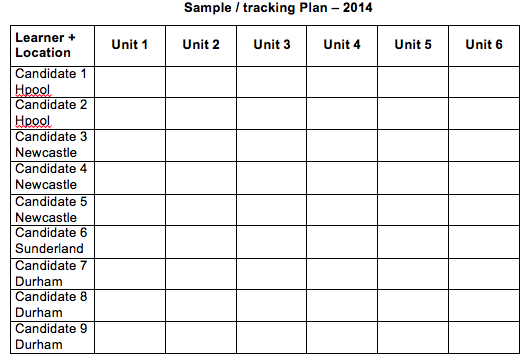 Sample / tracking Plan – 2014
Learner + Location Unit 1 Unit 2 Unit 3 Unit 4 Unit 5 Unit 6
Candidate 1
Hpool
Candidate 2
Hpool
Candidate 3
Newcastle
Candidate 4
Newcastle
Candidate 5
Newcastle
Candidate 6
Sunderland
Candidate 7
Durham
Candidate 8
Durham
Candidate 9
Durham